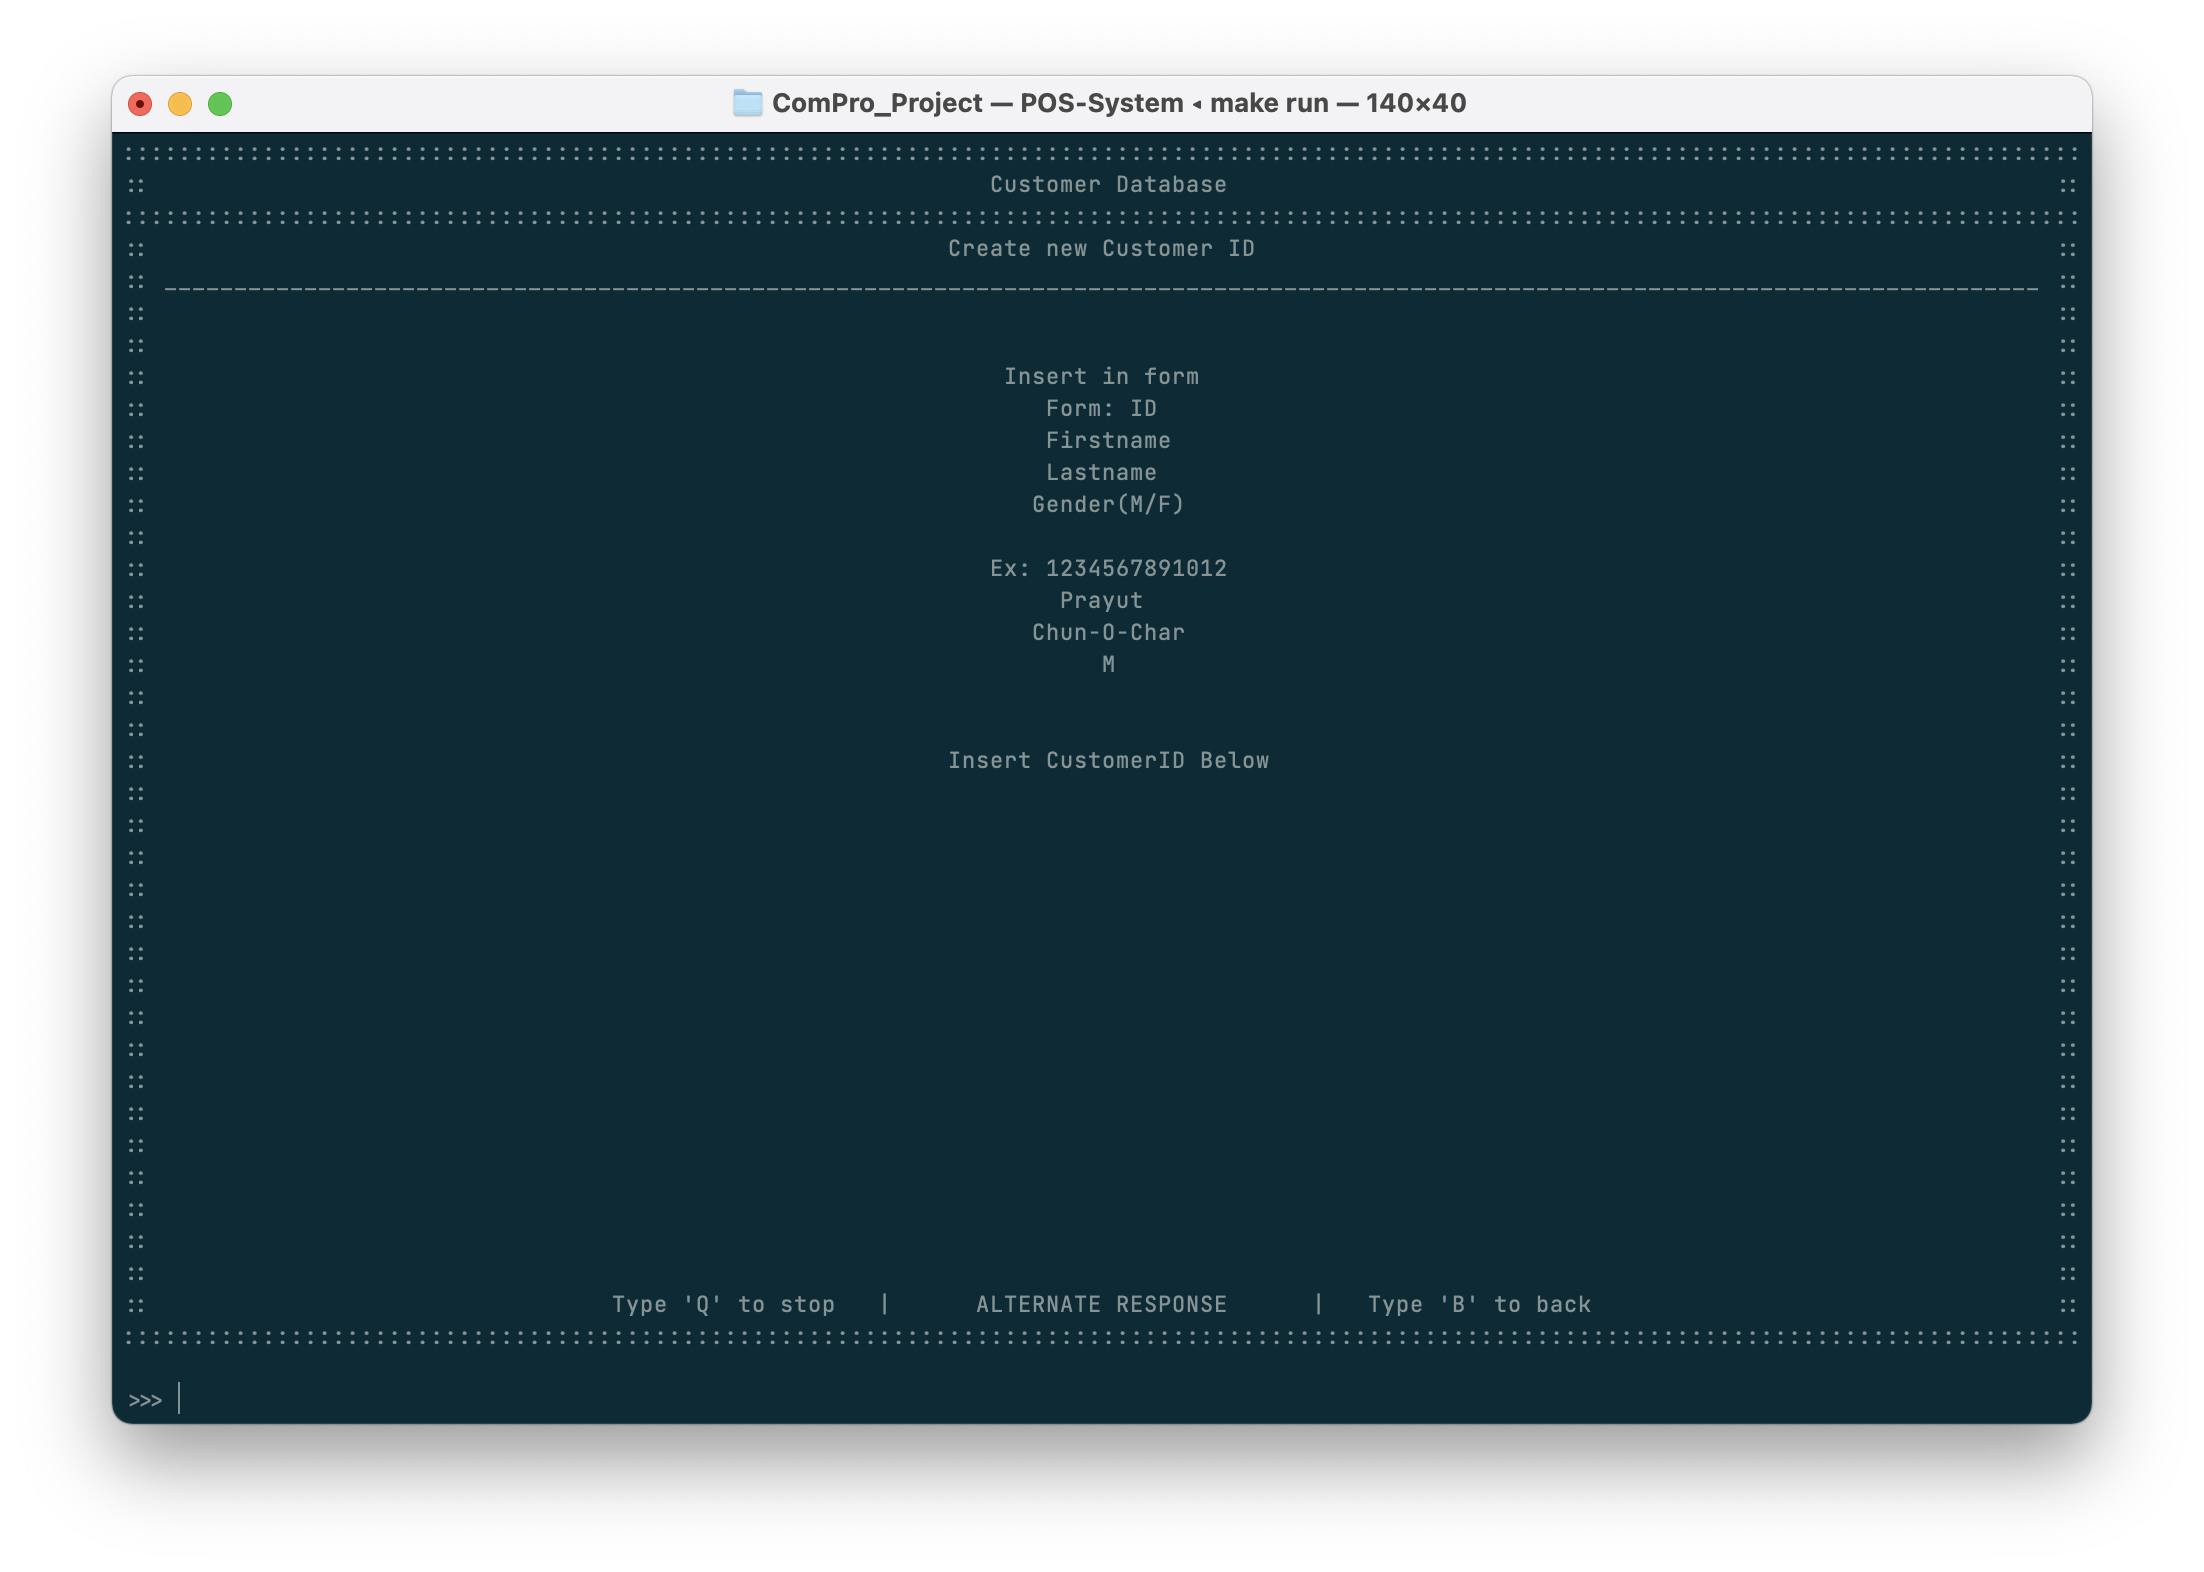 ComPro_Project — POS-System ◂ make run — 140×40
Customer Database
Create new Customer ID
Insert in form
Form: ID
Firstname
Lastname
Gender(M/F)
Ex: 1234567891012
Prayut
Chun-O-Char
M
Insert CustomerID Below
Type 'Q' to stop | ALTERNATE RESPONSE | Type 'B' to back
>>>